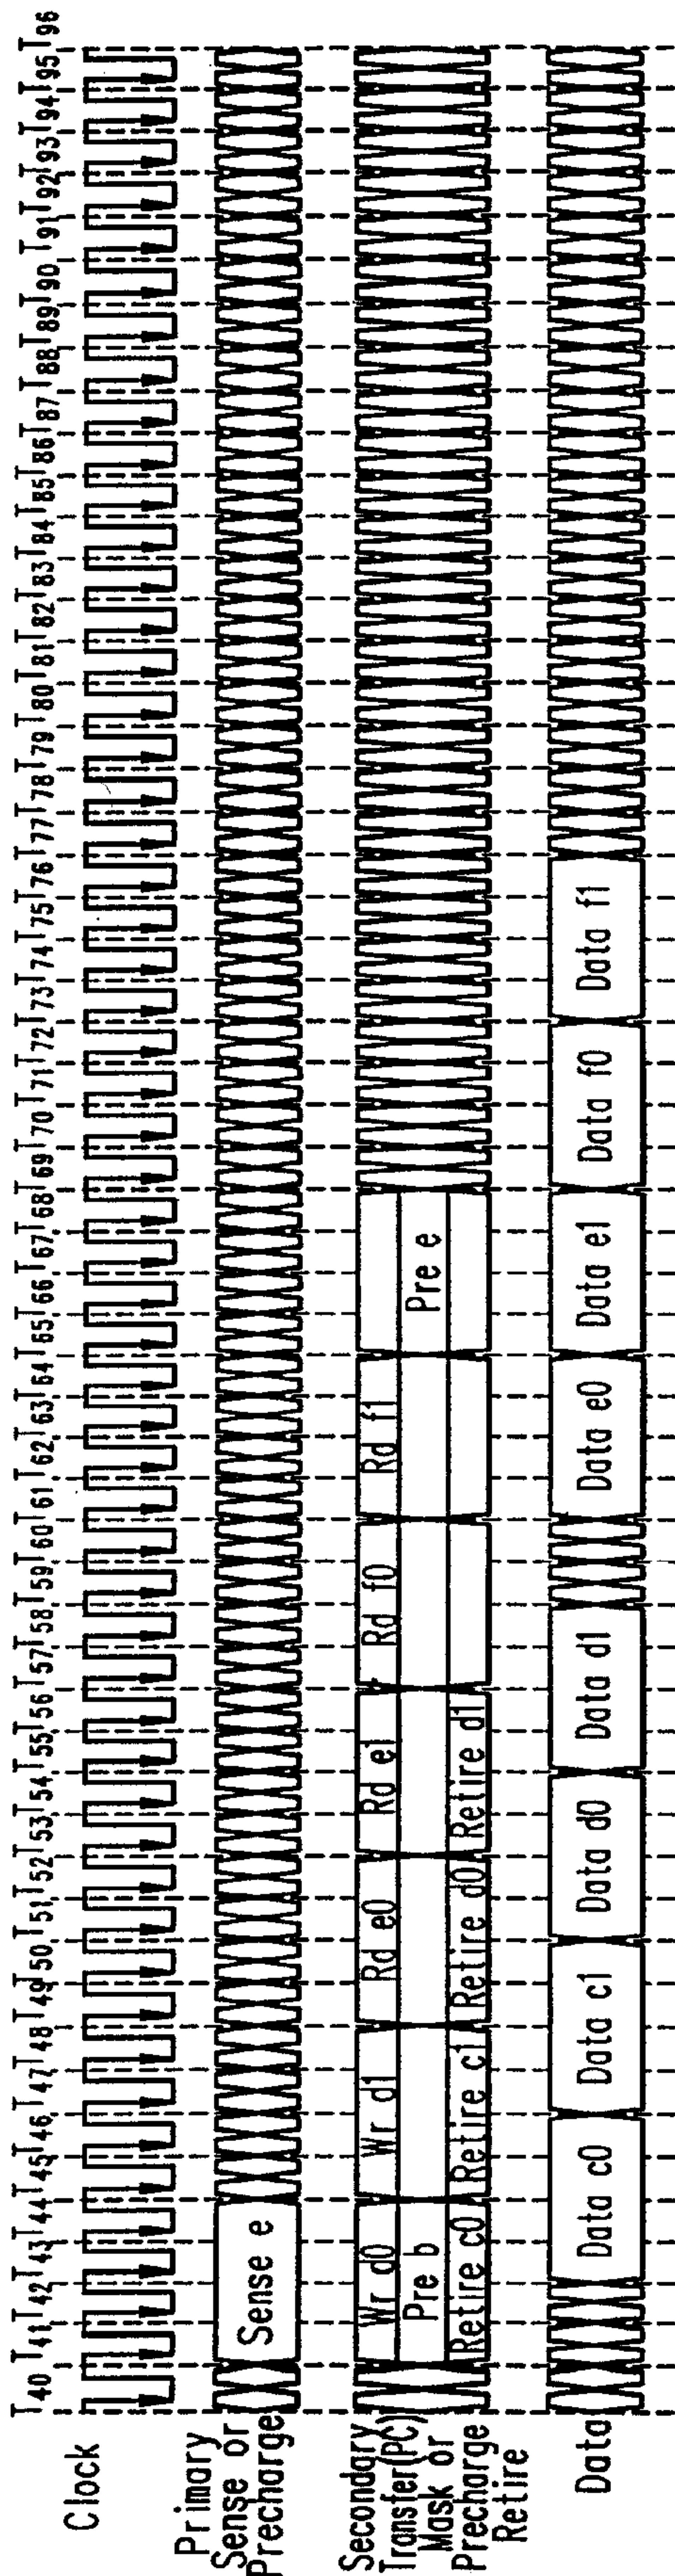 T40 T41 T42 T43 T44 T45 T46 T47 T48 T49 T50 T51 T52 T53 T54 T55 T56 T57 T58 T59 T60 T61 T62 T63 T64 T65 T66 T67 T68 T69 T70 T71 T72 T73 T74 T75 T76 T77 T78 T79 T80 T81 T82 T83 T84 T85 T86 T87 T88 T89 T90 T91 T92 T93 T94 T95 T96
Clock
Primary
Sense or
Precharge
Sense e
Secondary
Transfer(PC)
Mask or
Precharge
Retire
Wr d0 Wr d1 Rd e0 Rd e1 Rd f0 Rd f1
Pre b Pre e
Retire c0 Retire c1 Retire d0 Retire d1
Data
Data c0 Data c1 Data d0 Data d1 Data e0 Data e1 Data f0 Data f1